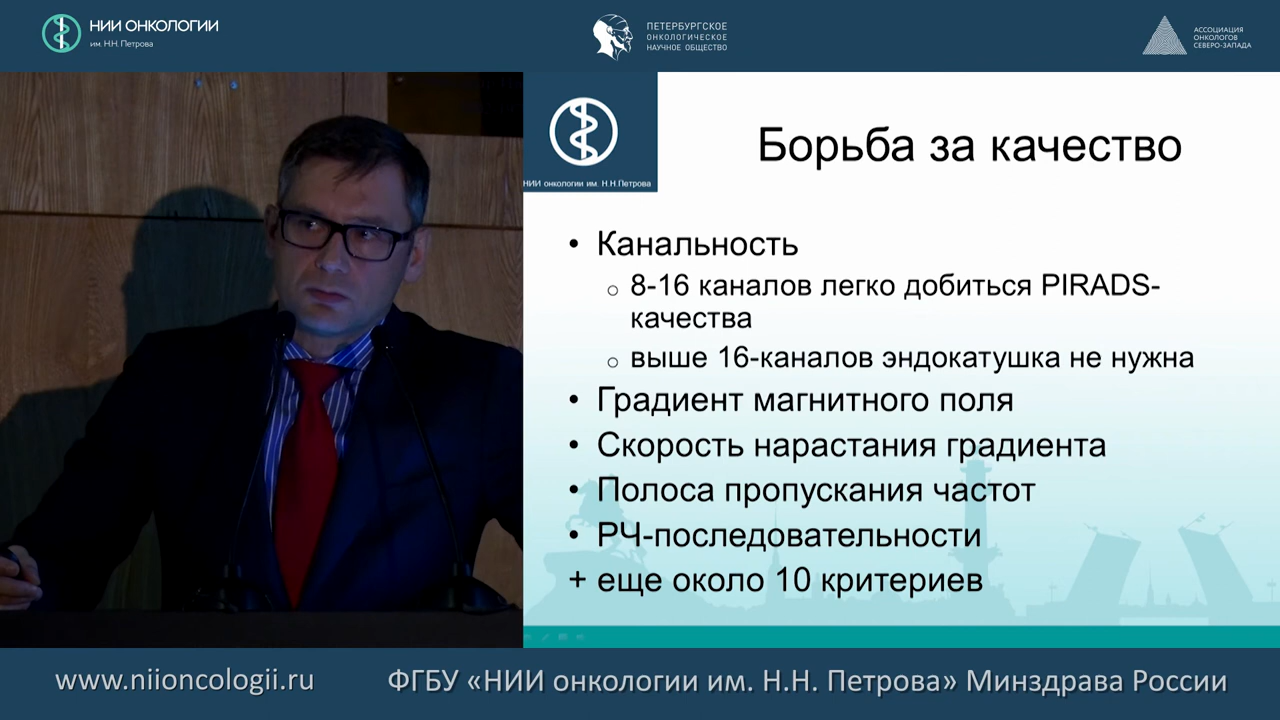 НИИ ОНКОЛОГИИ
им. Н.Н. Петрова
ПЕТЕРБУРГСКОЕ
ОНКОЛОГИЧЕСКОЕ
НАУЧНОЕ ОБЩЕСТВО
АССОЦИАЦИЯ
ОНКОЛОГОВ
СЕВЕРО-ЗАПАДА
НИИ онкологии им. Н.Н.Петрова
Борьба за качество
• Канальность
o 8-16 каналов легко добиться PIRADS-
качества
o выше 16-каналов эндокатушка не нужна
• Градиент магнитного поля
• Скорость нарастания градиента
• Полоса пропускания частот
• РЧ-последовательности
+ еще около 10 критериев
www.niioncologii.ru
ФГБУ «НИИ онкологии им. Н.Н. Петрова» Минздрава России